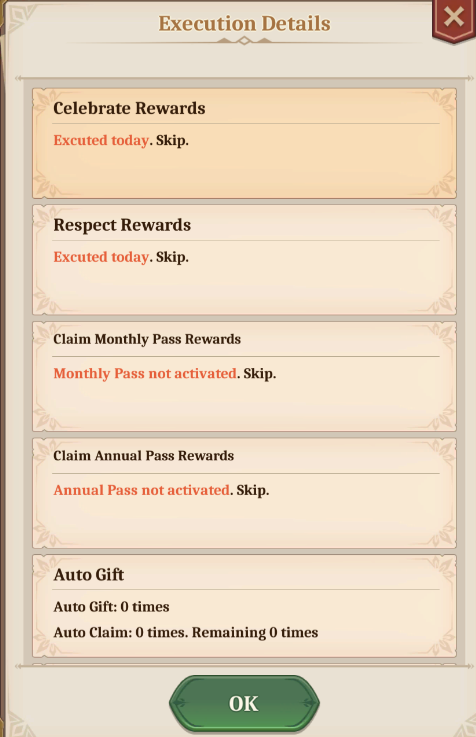 Execution Details
Celebrate Rewards
Excuted today. Skip.
Respect Rewards
Excuted today. Skip.
Claim Monthly Pass Rewards
Monthly Pass not activated. Skip.
Claim Annual Pass Rewards
Annual Pass not activated. Skip.
Auto Gift
Auto Gift: 0 times
Auto Claim: 0 times. Remaining 0 times
OK